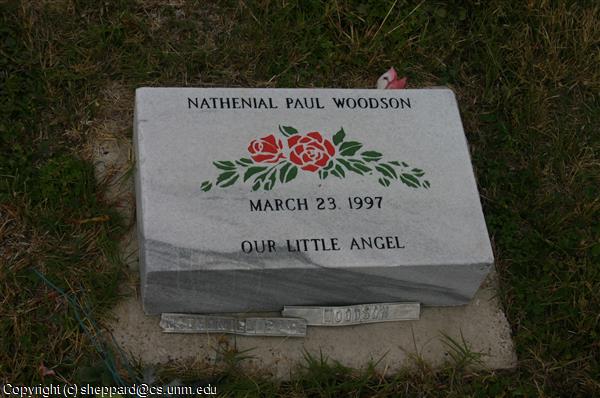 NATHENIAL PAUL WOODSON
MARCH 23, 1997
OUR LITTLE ANGEL
WOODSON
Copyright (c) sheppard@cs.unm.edu